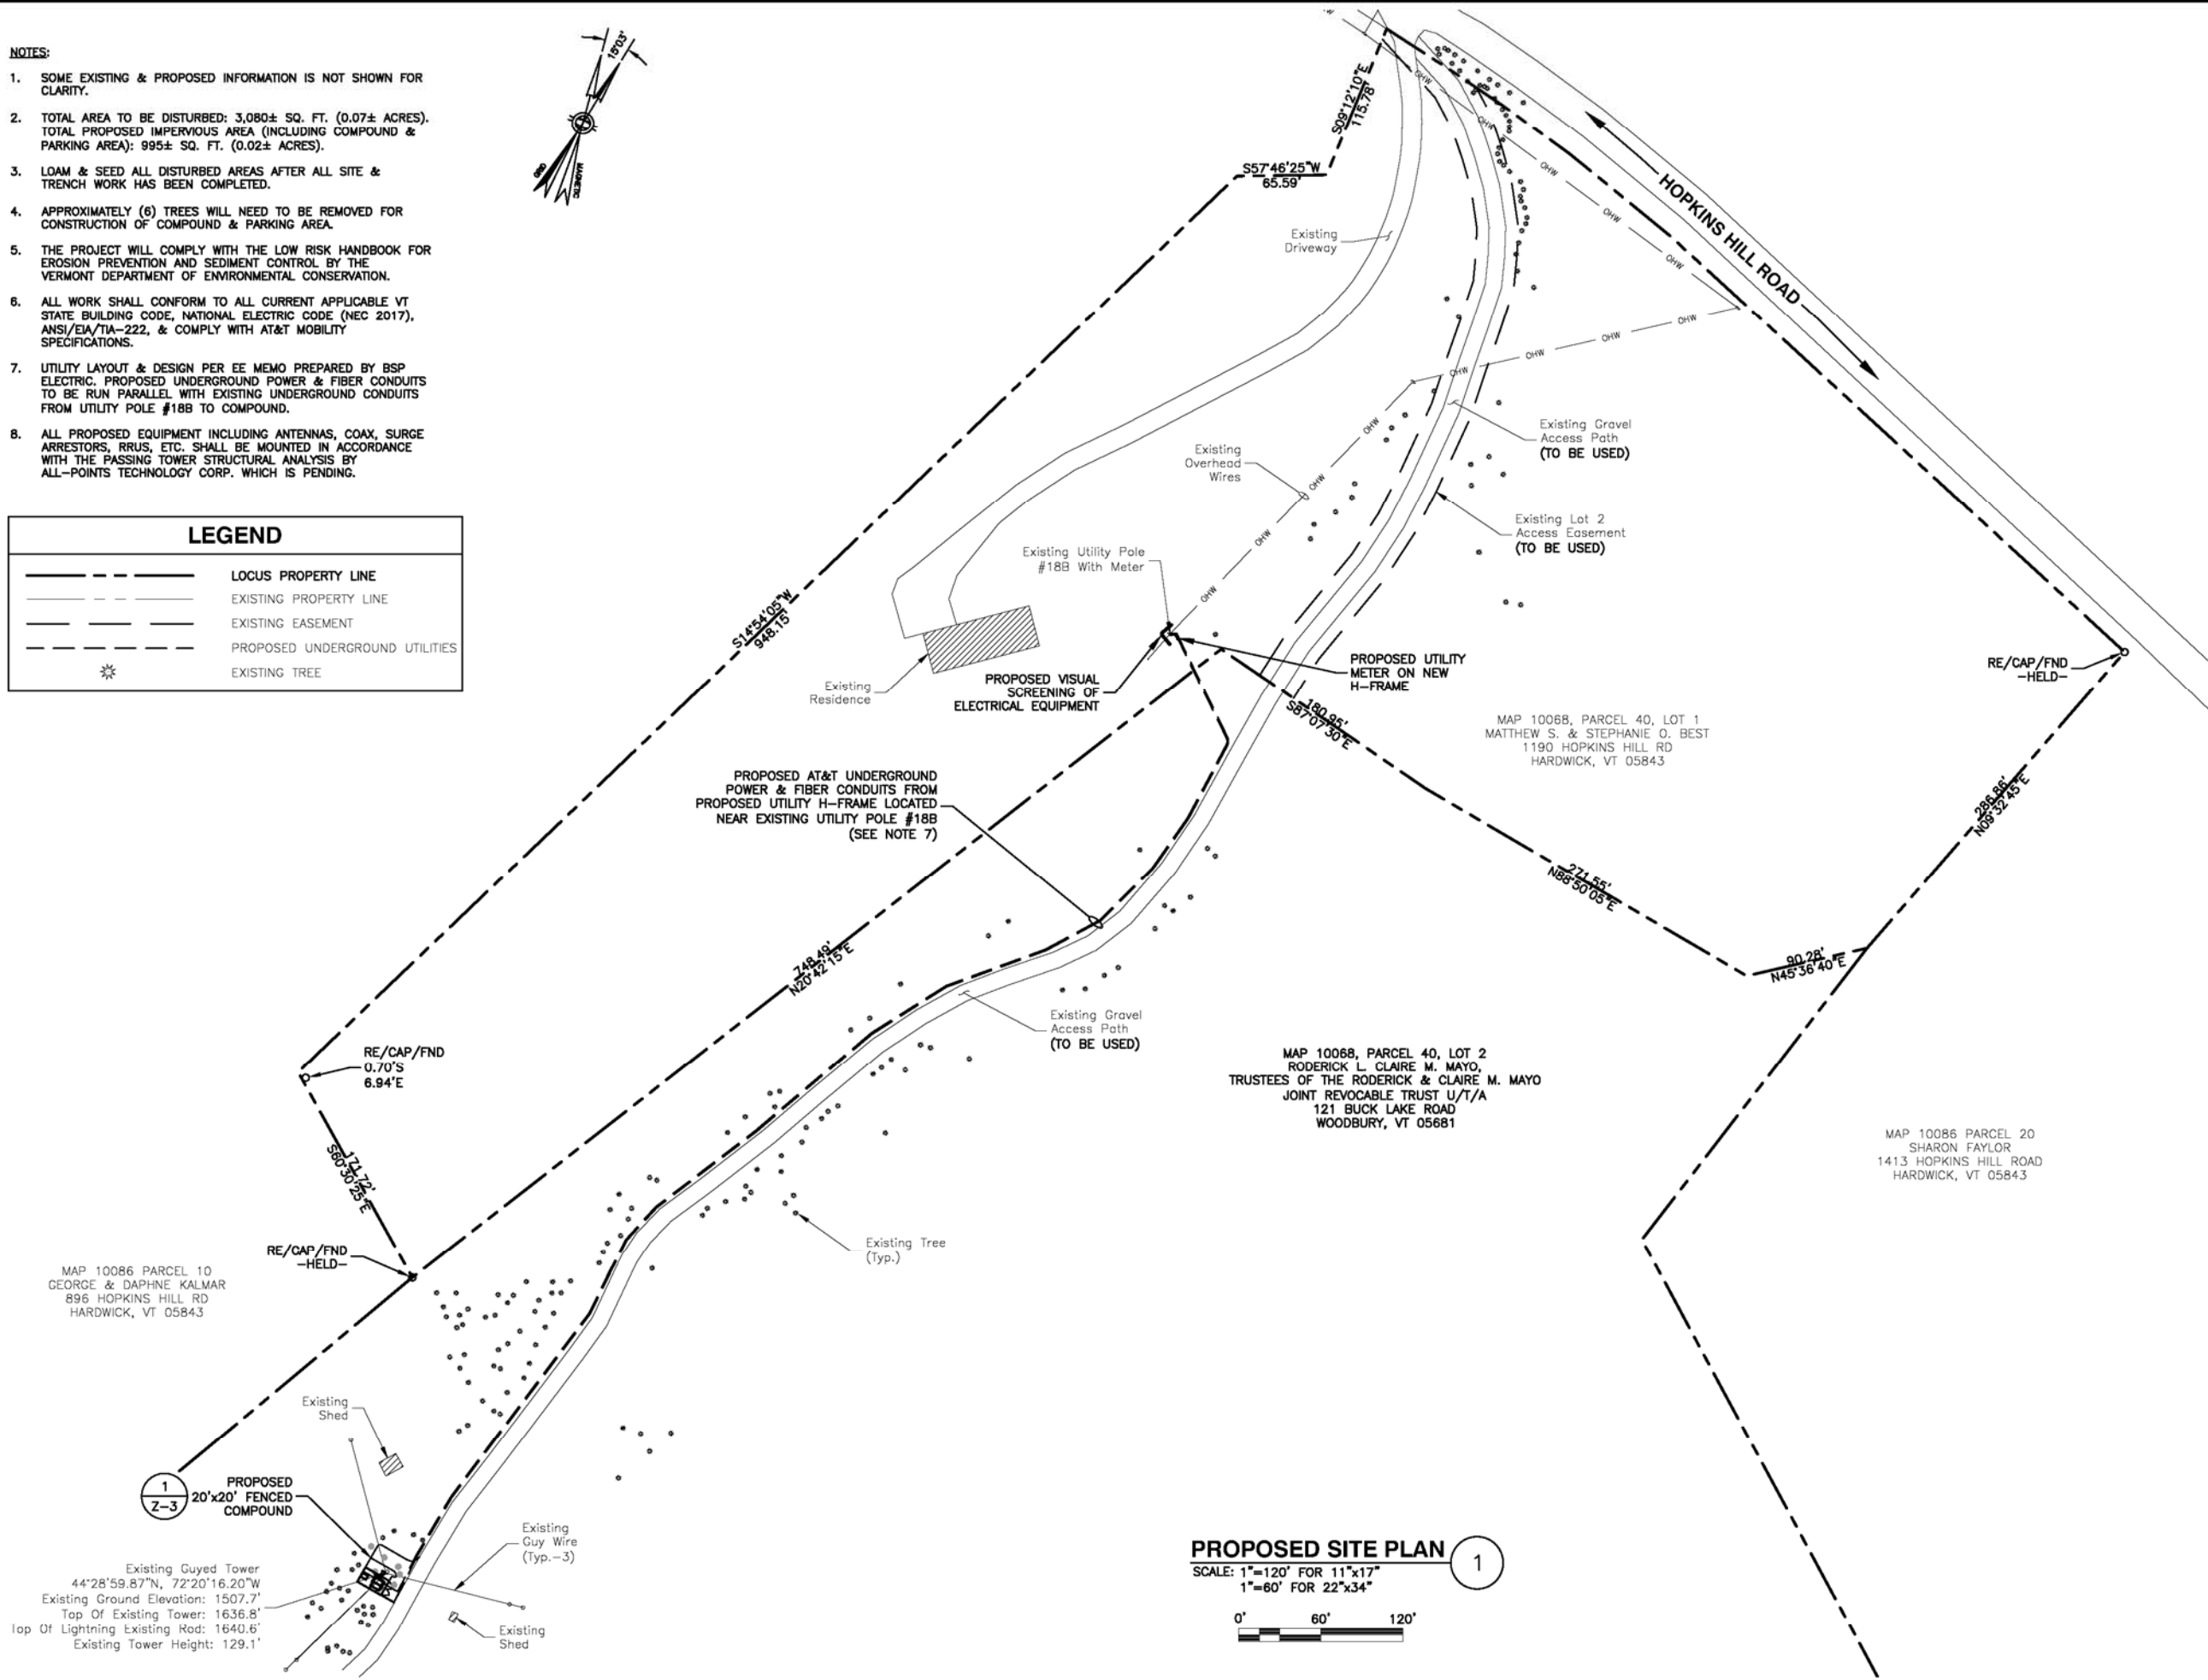 NOTES:
1. SOME EXISTING & PROPOSED INFORMATION IS NOT SHOWN FOR
CLARITY.
2. TOTAL AREA TO BE DISTURBED: 3,080± SQ. FT. (0.07± ACRES).
TOTAL PROPOSED IMPERVIOUS AREA (INCLUDING COMPOUND &
PARKING AREA): 995± SQ. FT. (0.02± ACRES).
3. LOAM & SEED ALL DISTURBED AREAS AFTER ALL SITE &
TRENCH WORK HAS BEEN COMPLETED.
4. APPROXIMATELY (6) TREES WILL NEED TO BE REMOVED FOR
CONSTRUCTION OF COMPOUND & PARKING AREA.
5. THE PROJECT WILL COMPLY WITH THE LOW RISK HANDBOOK FOR
EROSION PREVENTION AND SEDIMENT CONTROL BY THE
VERMONT DEPARTMENT OF ENVIRONMENTAL CONSERVATION.
6. ALL WORK SHALL CONFORM TO ALL CURRENT APPLICABLE VT
STATE BUILDING CODE, NATIONAL ELECTRIC CODE (NEC 2017),
ANSI/EIA/TIA-222, & COMPLY WITH AT&T MOBILITY
SPECIFICATIONS.
7. UTILITY LAYOUT & DESIGN PER EE MEMO PREPARED BY BSP
ELECTRIC. PROPOSED UNDERGROUND POWER & FIBER CONDUITS
TO BE RUN PARALLEL WITH EXISTING UNDERGROUND CONDUITS
FROM UTILITY POLE #18B TO COMPOUND.
8. ALL PROPOSED EQUIPMENT INCLUDING ANTENNAS, COAX, SURGE
ARRESTORS, RRUS, ETC. SHALL BE MOUNTED IN ACCORDANCE
WITH THE PASSING TOWER STRUCTURAL ANALYSIS BY
ALL-POINTS TECHNOLOGY CORP. WHICH IS PENDING.
LEGEND
LOCUS PROPERTY LINE
EXISTING PROPERTY LINE
EXISTING EASEMENT
PROPOSED UNDERGROUND UTILITIES
EXISTING TREE
15°03'
MAGNETIC
S09°12'10"E
115.78'
S57°46'25"W
65.59'
OHW
OHW
OHW
OHW
OHW
OHW
HOPKINS HILL ROAD
Existing
Driveway
OHW
OHW
OHW
OHW
OHW
OHW
OHW
Existing Gravel
Access Path
(TO BE USED)
Existing
Overhead
Wires
Existing Lot 2
Access Easement
(TO BE USED)
Existing Utility Pole
#18B With Meter
S14°54'05"W
948.15'
Existing
Residence
PROPOSED VISUAL
SCREENING OF
ELECTRICAL EQUIPMENT
PROPOSED UTILITY
METER ON NEW
H-FRAME
RE/CAP/FND
-HELD-
180.95'
S87°07'30"E
MAP 10068, PARCEL 40, LOT 1
MATTHEW S. & STEPHANIE O. BEST
1190 HOPKINS HILL RD
HARDWICK, VT 05843
PROPOSED AT&T UNDERGROUND
POWER & FIBER CONDUITS FROM
PROPOSED UTILITY H-FRAME LOCATED
NEAR EXISTING UTILITY POLE #18B
(SEE NOTE 7)
286.86'
N09°32'45"E
271.55'
N88°50'05"E
90.28'
N45°36'40"E
748.49'
N20°42'15"E
Existing Gravel
Access Path
(TO BE USED)
RE/CAP/FND
0.70'S
6.94'E
MAP 10068, PARCEL 40, LOT 2
RODERICK L. CLAIRE M. MAYO,
TRUSTEES OF THE RODERICK & CLAIRE M. MAYO
JOINT REVOCABLE TRUST U/T/A
121 BUCK LAKE ROAD
WOODBURY, VT 05681
MAP 10086 PARCEL 20
SHARON FAYLOR
1413 HOPKINS HILL ROAD
HARDWICK, VT 05843
171.72'
S60°30'25"E
Existing Tree
(Typ.)
RE/CAP/FND
-HELD-
MAP 10086 PARCEL 10
GEORGE & DAPHNE KALMAR
896 HOPKINS HILL RD
HARDWICK, VT 05843
Existing
Shed
1
Z-3
PROPOSED
20'x20' FENCED
COMPOUND
Existing
Guy Wire
(Typ.-3)
Existing Guyed Tower
44°28'59.87"N, 72°20'16.20"W
Existing Ground Elevation: 1507.7'
Top Of Existing Tower: 1636.8'
Top Of Lightning Existing Rod: 1640.6'
Existing Tower Height: 129.1'
Existing
Shed
PROPOSED SITE PLAN 1
SCALE: 1"=120' FOR 11"x17"
1"=60' FOR 22"x34"
0' 60' 120'